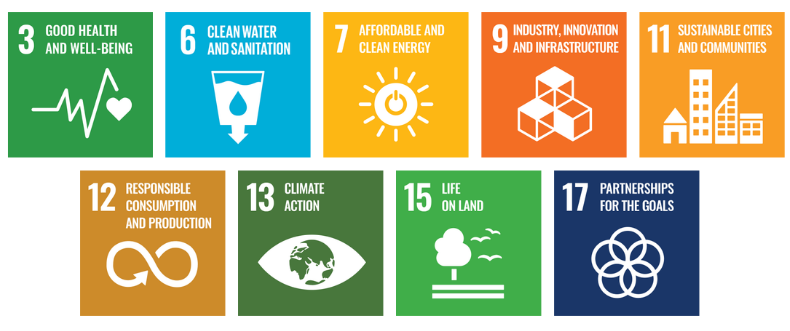 3 GOOD HEALTH
AND WELL-BEING
6 CLEAN WATER
AND SANITATION
7 AFFORDABLE AND
CLEAN ENERGY
9 INDUSTRY, INNOVATION
AND INFRASTRUCTURE
11 SUSTAINABLE CITIES
AND COMMUNITIES
12 RESPONSIBLE
CONSUMPTION
AND PRODUCTION
13 CLIMATE
ACTION
15 LIFE
ON LAND
17 PARTNERSHIPS
FOR THE GOALS